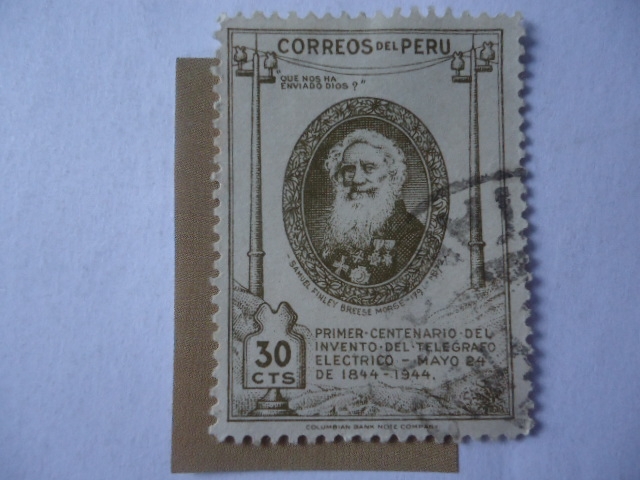 CORREOS DEL PERU
"QUE NOS HA
ENVIADO DIOS?"
SAMUEL FINLEY BREESE MORSE
PRIMER·CENTENARIO·DEL
INVENTO·DEL·TELEGRAFO
ELECTRICO - MAYO 24
DE 1844-1944.
30
CTS
COLUMBIAN BANK NOTE COMPANY